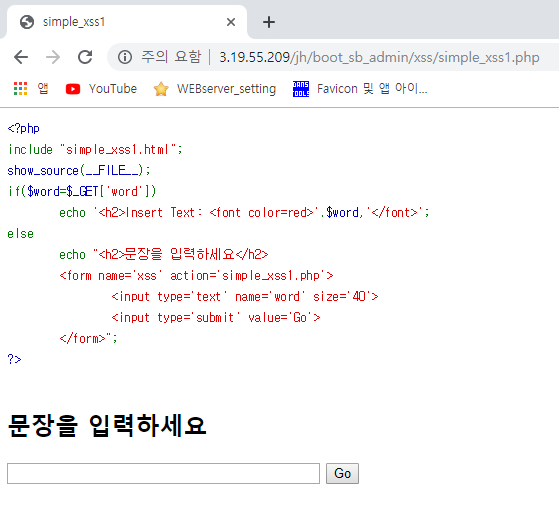 simple_xss1
주의 요함 3.19.55.209/jh/boot_sb_admin/xss/simple_xss1.php
앱 YouTube WEBserver_setting DANS TOOLS Favicon 및 앱 아이...
<?php
include "simple_xss1.html";
show_source(__FILE__);
if($word=$_GET['word'])
echo '<h2>Insert Text: <font color=red>'.$word,'</font>';
else
echo "<h2>문장을 입력하세요</h2>
<form name='xss' action='simple_xss1.php'>
<input type='text' name='word' size='40'>
<input type='submit' value='Go'>
</form>";
?>
문장을 입력하세요
Go